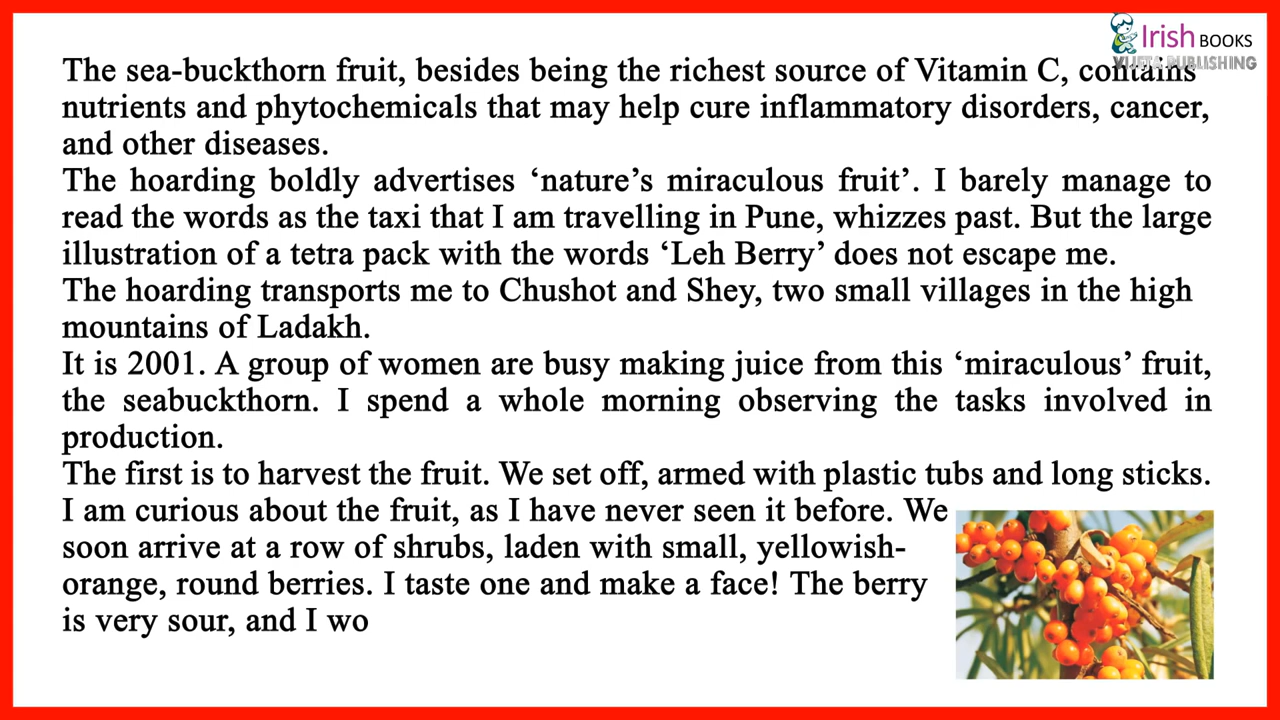 Irish BOOKS
VIJETA PUBLISHING
The sea-buckthorn fruit, besides being the richest source of Vitamin C, contains
nutrients and phytochemicals that may help cure inflammatory disorders, cancer,
and other diseases.
The hoarding boldly advertises ‘nature’s miraculous fruit’. I barely manage to
read the words as the taxi that I am travelling in Pune, whizzes past. But the large
illustration of a tetra pack with the words ‘Leh Berry’ does not escape me.
The hoarding transports me to Chushot and Shey, two small villages in the high
mountains of Ladakh.
It is 2001. A group of women are busy making juice from this ‘miraculous’ fruit,
the seabuckthorn. I spend a whole morning observing the tasks involved in
production.
The first is to harvest the fruit. We set off, armed with plastic tubs and long sticks.
I am curious about the fruit, as I have never seen it before. We
soon arrive at a row of shrubs, laden with small, yellowish-
orange, round berries. I taste one and make a face! The berry
is very sour, and I wo